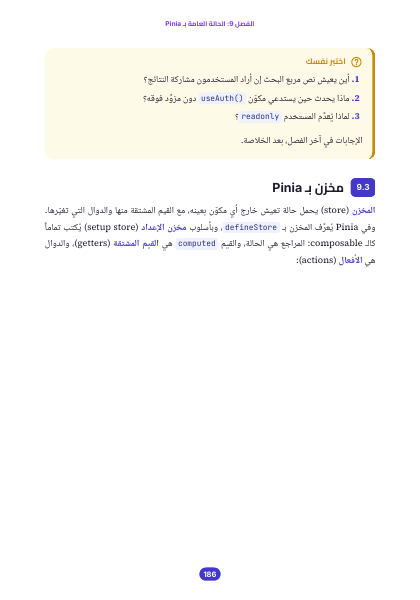 الفصل 9: الحالة العامة بـ Pinia
اختبر نفسك
1. أين يعيش نص مربع البحث إن أراد المستخدمون مشاركة النتائج؟
2. ماذا يحدث حين يستدعي مكوّن useAuth() دون مزوِّد فوقه؟
3. لماذا يُقدَّم المستخدم readonly ؟
الإجابات في آخر الفصل، بعد الخلاصة.
9.3 مخزن بـ Pinia
المخزن (store) يحمل حالة تعيش خارج أي مكوّن بعينه، مع القيم المشتقة منها والدوال التي تغيّرها.
وفي Pinia يُعرَّف المخزن بـ defineStore ، وبأسلوب مخزن الإعداد (setup store) يُكتب تماماً
كالـ composable: المراجع هي الحالة، والقيم computed هي القيم المشتقة (getters)، والدوال
هي الأفعال (actions):
186